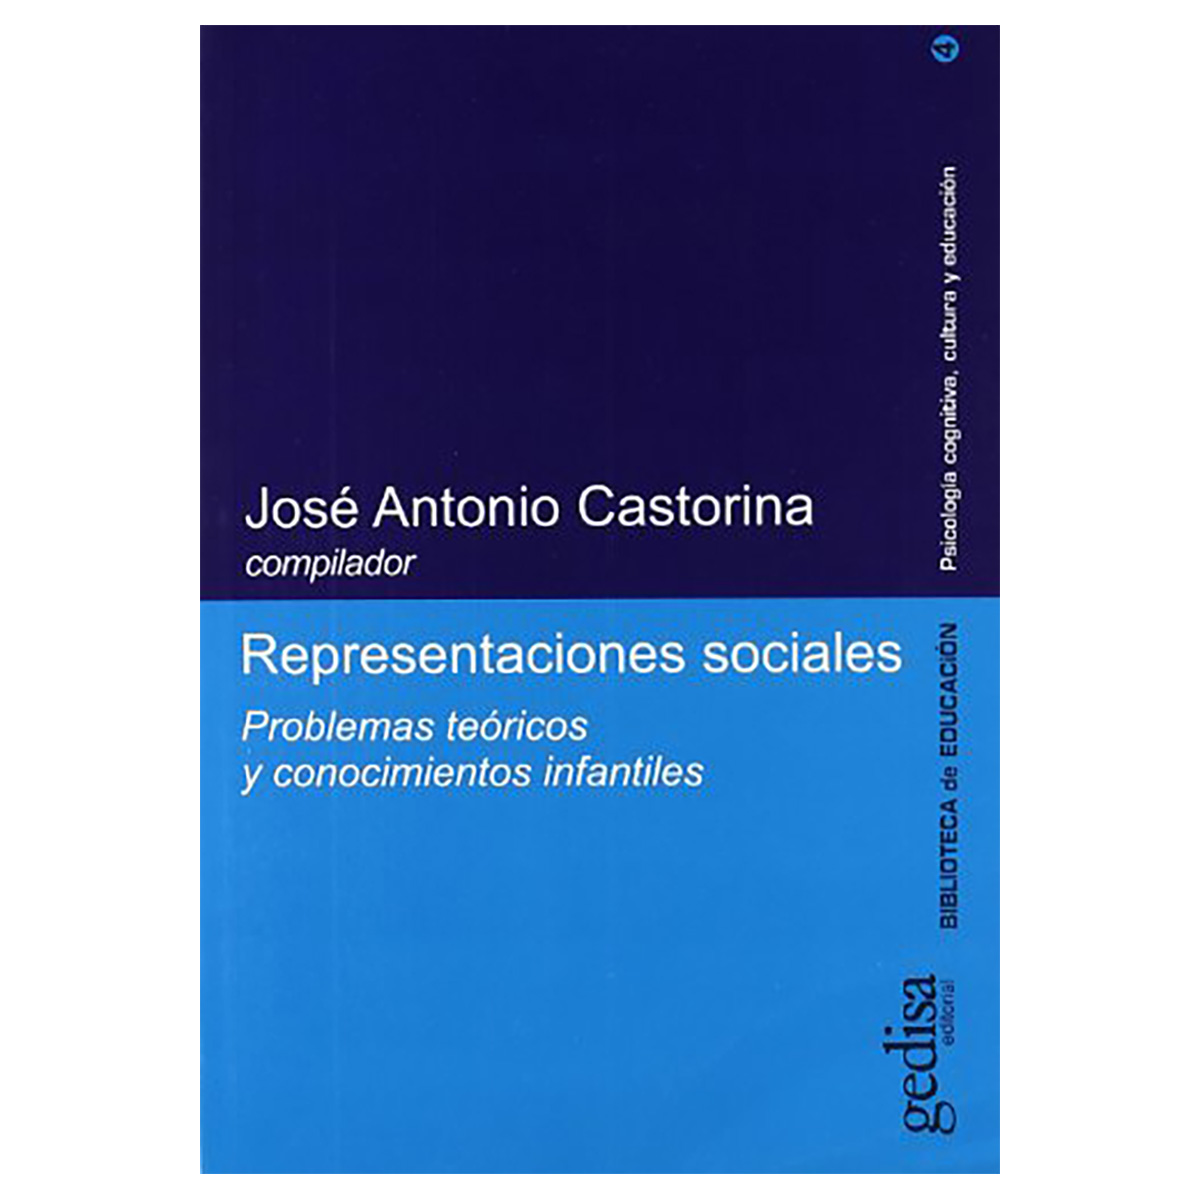 José Antonio Castorina
compilador
Representaciones sociales
Problemas teóricos
y conocimientos infantiles
4
Psicología cognitiva, cultura y educación
BIBLIOTECA de EDUCACIÓN
gedisa
editorial